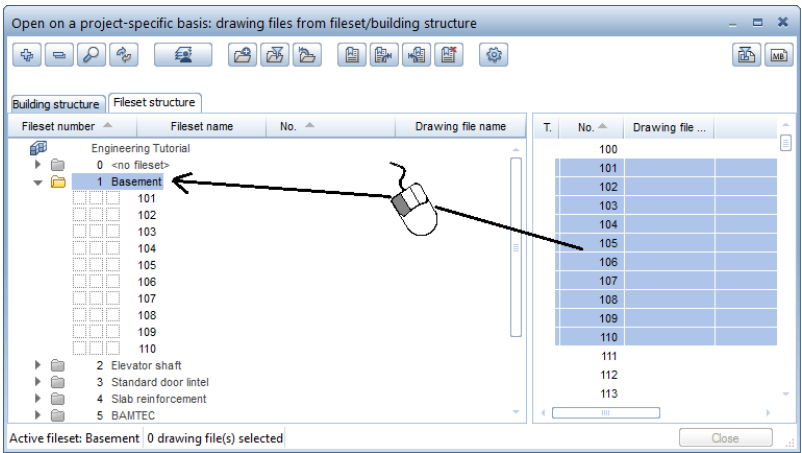 Open on a project-specific basis: drawing files from fileset/building structure
MB
Building structure Fileset structure
Fileset number Fileset name No. Drawing file name
Engineering Tutorial
0 <no fileset>
1 Basement
101
102
103
104
105
106
107
108
109
110
2 Elevator shaft
3 Standard door lintel
4 Slab reinforcement
5 BAMTEC
T. No. Drawing file ...
100
101
102
103
104
105
106
107
108
109
110
111
112
113
Active fileset: Basement 0 drawing file(s) selected
Close